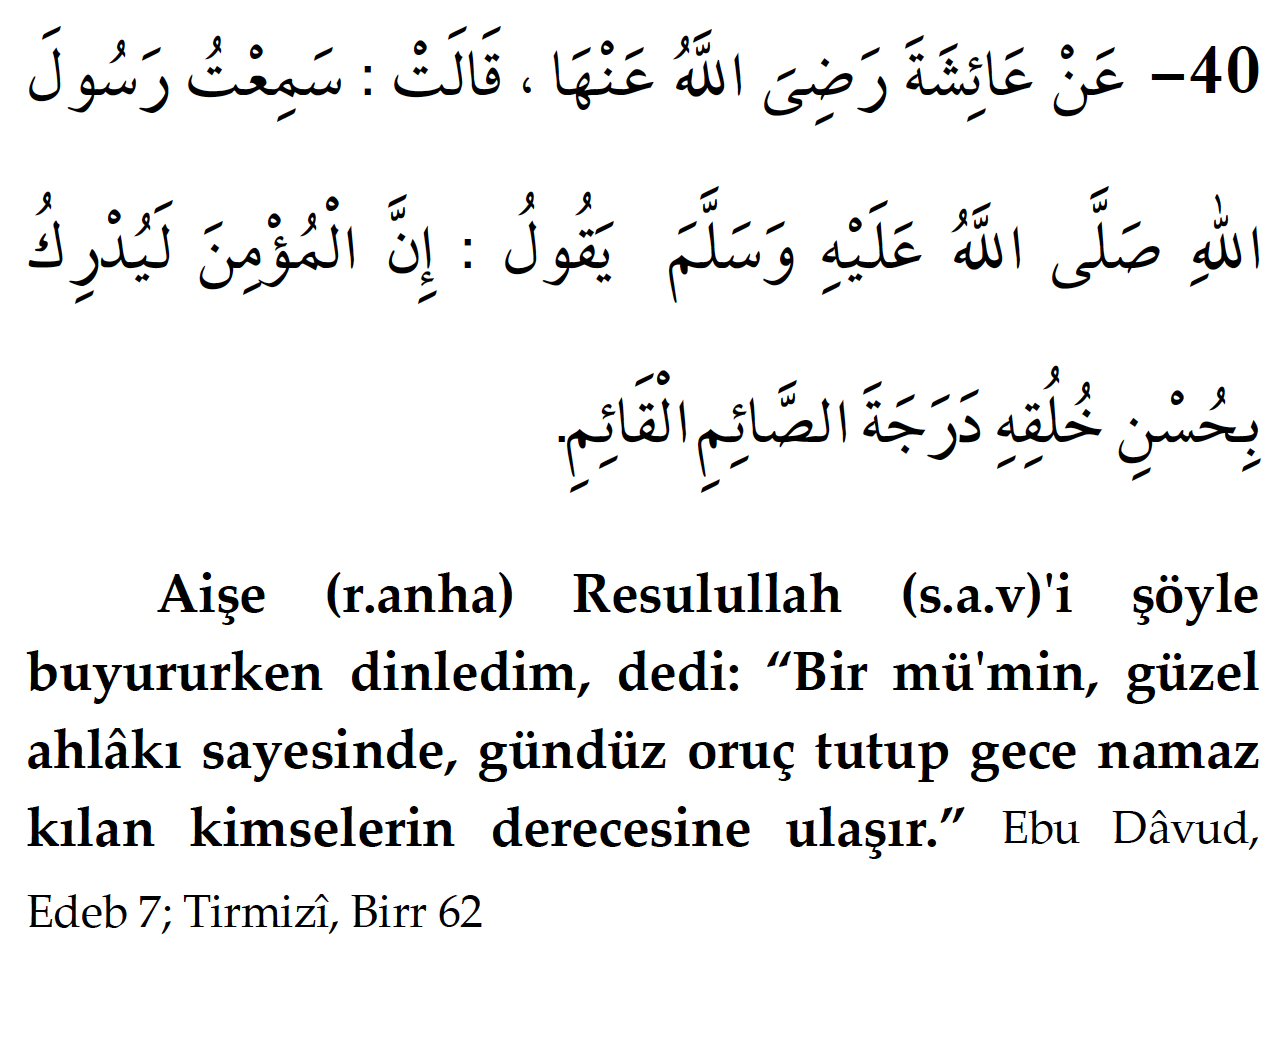 40– عَنْ عَائِشَةَ رَضِىَ اللَّهُ عَنْهَا ، قَالَتْ : سَمِعْتُ رَسُولَ
اللّٰهِ صَلَّى اللَّهُ عَلَيْهِ وَسَلَّمَ يَقُولُ : إِنَّ الْمُؤْمِنَ لَيُدْرِكُ
بِحُسْنِ خُلُقِهِ دَرَجَةَ الصَّائِمِ الْقَائِمِ.
Aişe (r.anha) Resulullah (s.a.v)'i şöyle
buyururken dinledim, dedi: “Bir mü'min, güzel
ahlâkı sayesinde, gündüz oruç tutup gece namaz
kılan kimselerin derecesine ulaşır.” Ebu Dâvud,
Edeb 7; Tirmizî, Birr 62